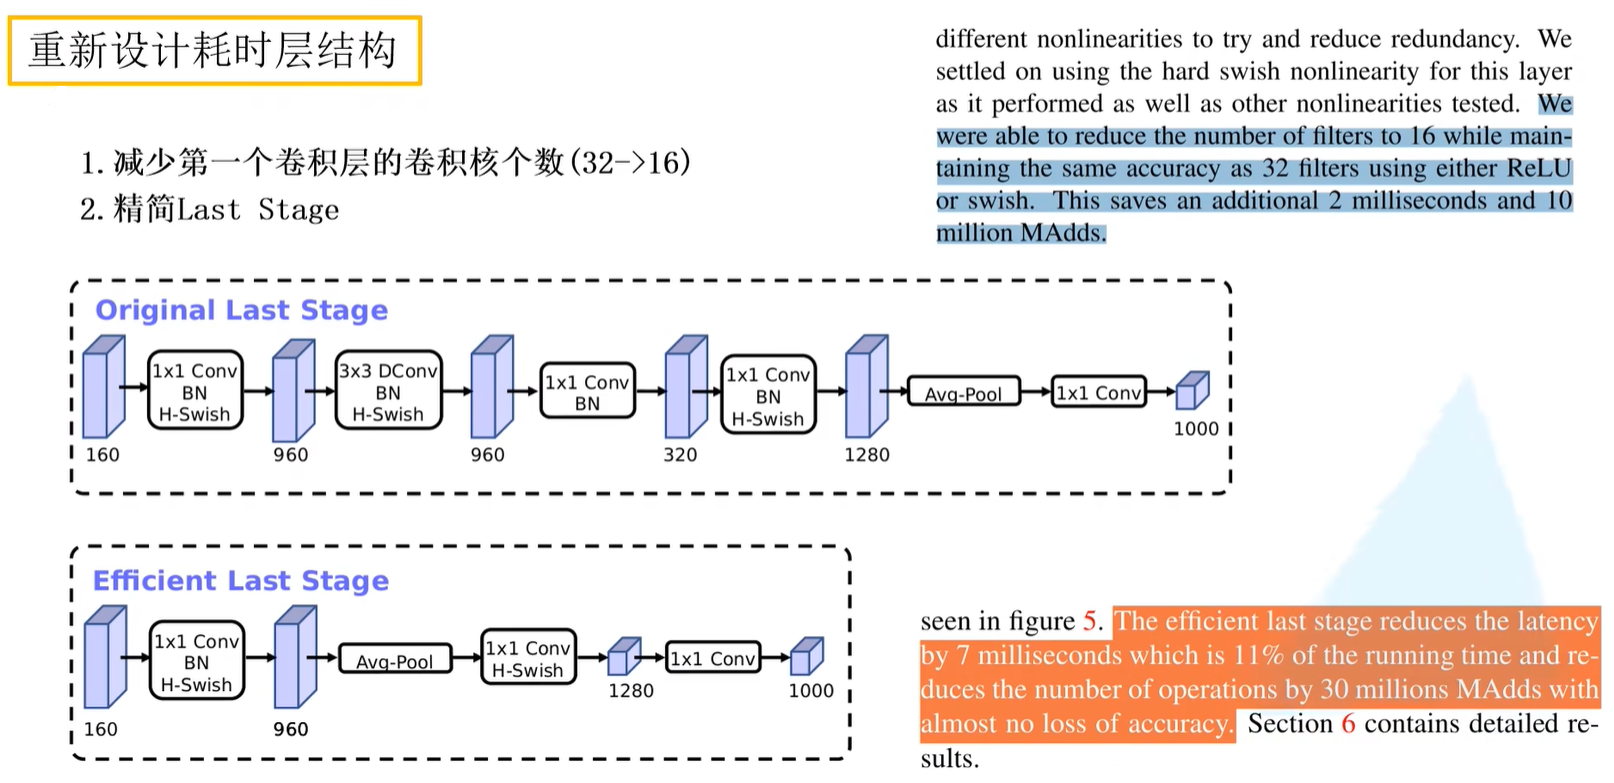 重新设计耗时层结构
1.减少第一个卷积层的卷积核个数(32->16)
2.精简Last Stage
different nonlinearities to try and reduce redundancy. We
settled on using the hard swish nonlinearity for this layer
as it performed as well as other nonlinearities tested. We
were able to reduce the number of filters to 16 while main-
taining the same accuracy as 32 filters using either ReLU
or swish. This saves an additional 2 milliseconds and 10
million MAdds.
Original Last Stage
1x1 Conv
BN
H-Swish
3x3 DConv
BN
H-Swish
1x1 Conv
BN
1x1 Conv
BN
H-Swish
Avg-Pool
1x1 Conv
160
960
960
320
1280
1000
Efficient Last Stage
1x1 Conv
BN
H-Swish
Avg-Pool
1x1 Conv
H-Swish
1x1 Conv
160
960
1280
1000
seen in figure 5. The efficient last stage reduces the latency
by 7 milliseconds which is 11% of the running time and re-
duces the number of operations by 30 millions MAdds with
almost no loss of accuracy. Section 6 contains detailed re-
sults.